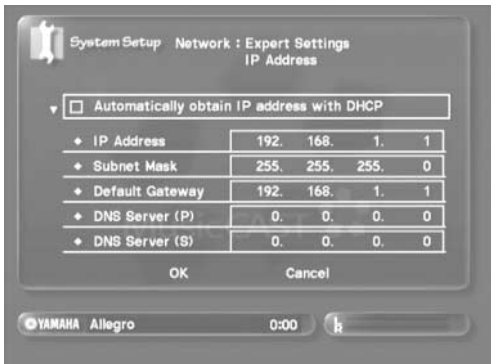 System Setup Network : Expert Settings
IP Address
Automatically obtain IP address with DHCP
IP Address 192. 168. 1. 1
Subnet Mask 255. 255. 255. 0
Default Gateway 192. 168. 1. 1
DNS Server (P) 0. 0. 0. 0
DNS Server (S) 0. 0. 0. 0
MusicCAST
OK Cancel
YAMAHA Allegro 0:00